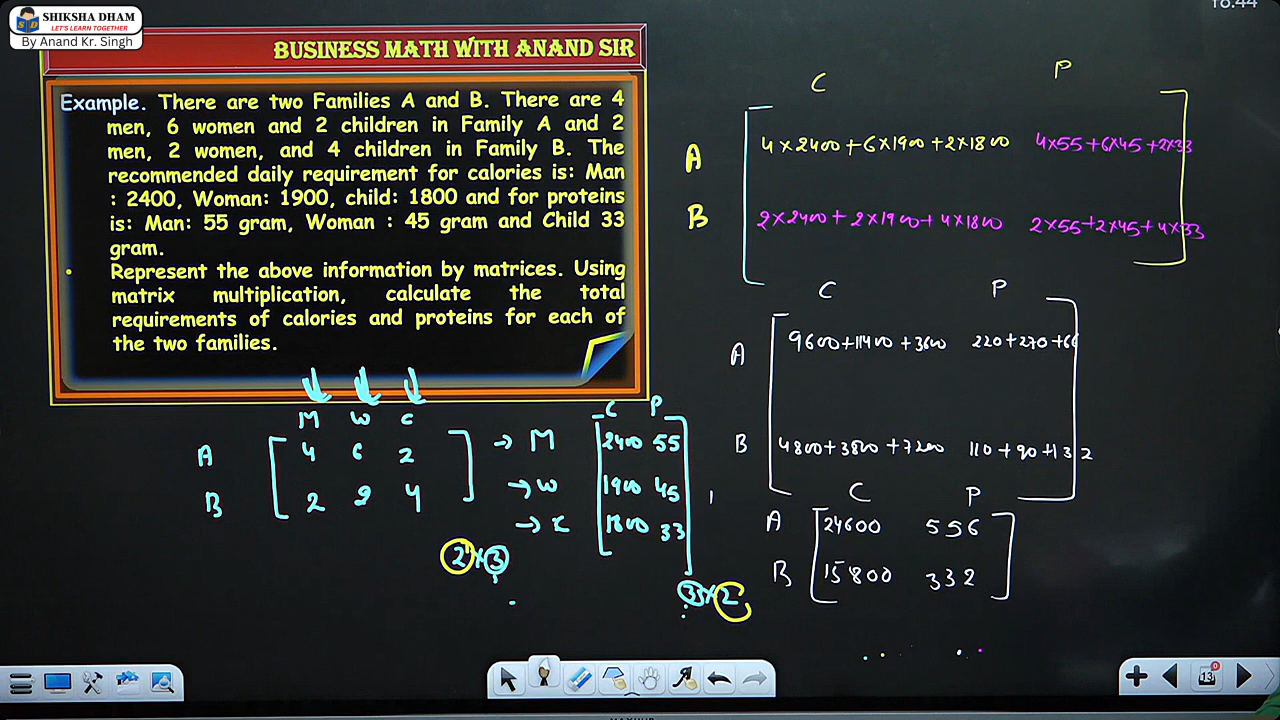 SHIKSHA DHAM
LET'S LEARN TOGETHER
By Anand Kr. Singh
BUSINESS MATH WITH ANAND SIR
Example. There are two Families A and B. There are 4
men, 6 women and 2 children in Family A and 2
men, 2 women, and 4 children in Family B. The
recommended daily requirement for calories is: Man
: 2400, Woman: 1900, child: 1800 and for proteins
is: Man: 55 gram, Woman : 45 gram and Child 33
gram.
• Represent the above information by matrices. Using
matrix multiplication, calculate the total
requirements of calories and proteins for each of
the two families.
M W C
A 4 6 2
B 2 2 4
2 × 3
C P
→ M 2400 55
→ W 1900 45
→ C 1800 33
3 × 2
C P
A 4×2400+6×1900+2×1800 4×55+6×45+2×33
B 2×2400+2×1900+4×1800 2×55+2×45+4×33
C P
A 9600+11400+3600 220+270+66
B 4800+3800+7200 110+90+132
C P
A 24600 556
B 15800 332
13